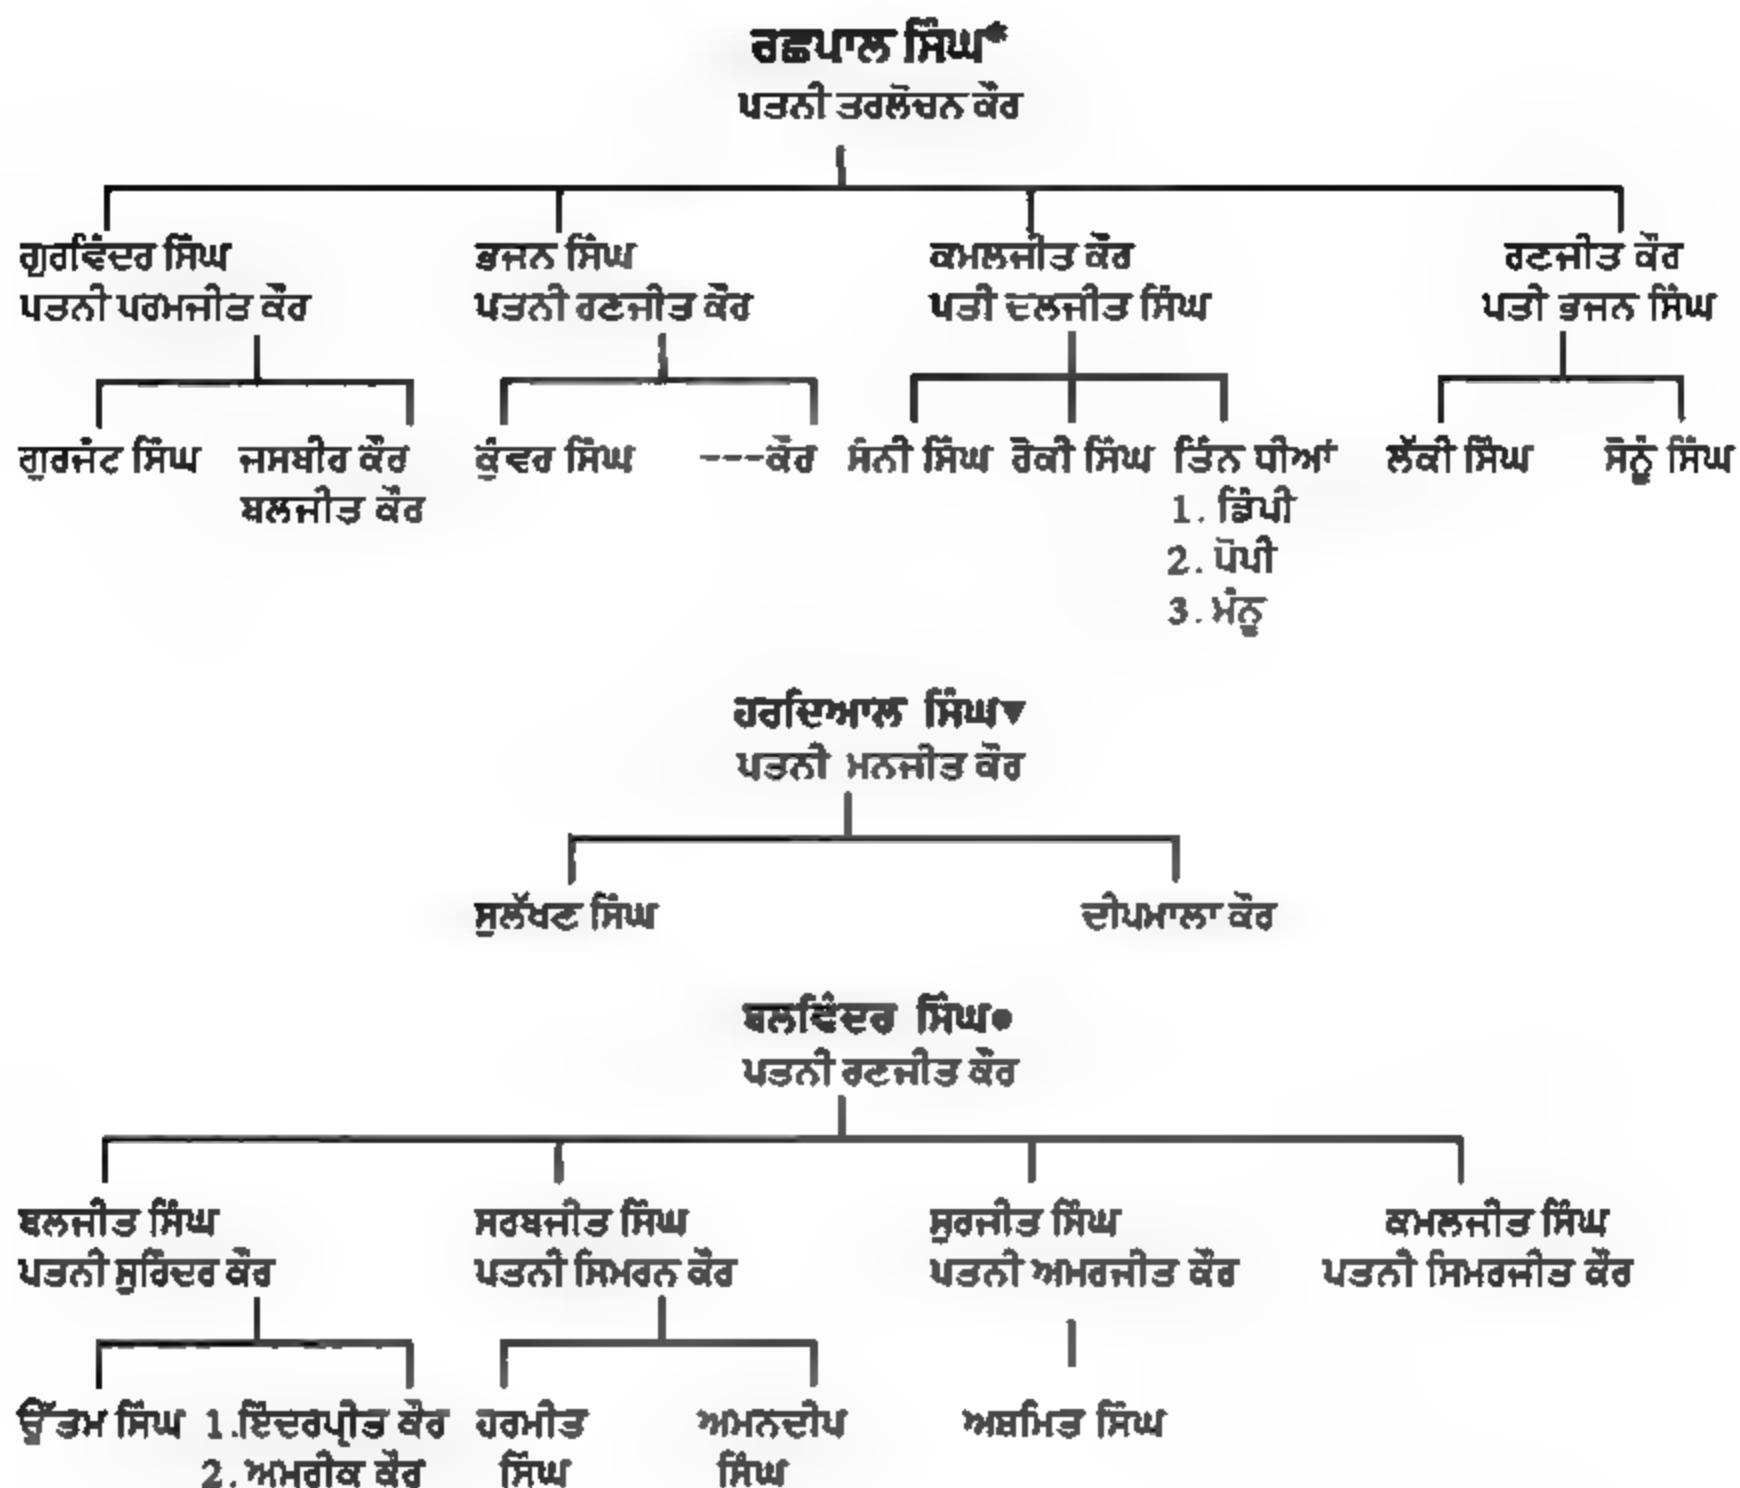 ਰਛਪਾਲ ਸਿੰਘ*
ਪਤਨੀ ਤਰਲੋਚਨ ਕੌਰ
ਗੁਰਵਿੰਦਰ ਸਿੰਘ ਭਜਨ ਸਿੰਘ ਕਮਲਜੀਤ ਕੌਰ ਰਣਜੀਤ ਕੌਰ
ਪਤਨੀ ਪਰਮਜੀਤ ਕੌਰ ਪਤਨੀ ਰਣਜੀਤ ਕੌਰ ਪਤੀ ਦਲਜੀਤ ਸਿੰਘ ਪਤੀ ਭਜਨ ਸਿੰਘ
ਗੁਰਜੰਟ ਸਿੰਘ ਜਸਬੀਰ ਕੌਰ ਕੁੰਵਰ ਸਿੰਘ ---ਕੌਰ ਸੰਨੀ ਸਿੰਘ ਰੋਕੀ ਸਿੰਘ ਤਿੰਨ ਧੀਆਂ ਲੱਕੀ ਸਿੰਘ ਸੋਨੂੰ ਸਿੰਘ
ਬਲਜੀਤ ਕੌਰ 1. ਡਿੰਪੀ
2. ਪੋਪੀ
3. ਮੰਨੂ
ਹਰਦਿਆਲ ਸਿੰਘ▼
ਪਤਨੀ ਮਨਜੀਤ ਕੌਰ
ਸੁਲੱਖਣ ਸਿੰਘ ਦੀਪਮਾਲਾ ਕੌਰ
ਬਲਵਿੰਦਰ ਸਿੰਘ●
ਪਤਨੀ ਰਣਜੀਤ ਕੌਰ
ਬਲਜੀਤ ਸਿੰਘ ਸਰਬਜੀਤ ਸਿੰਘ ਸੁਰਜੀਤ ਸਿੰਘ ਕਮਲਜੀਤ ਸਿੰਘ
ਪਤਨੀ ਸੁਰਿੰਦਰ ਕੌਰ ਪਤਨੀ ਸਿਮਰਨ ਕੌਰ ਪਤਨੀ ਅਮਰਜੀਤ ਕੌਰ ਪਤਨੀ ਸਿਮਰਜੀਤ ਕੌਰ
ਉੱਤਮ ਸਿੰਘ 1.ਇੰਦਰਪ੍ਰੀਤ ਕੌਰ ਹਰਮੀਤ ਅਮਨਦੀਪ ਅਸ਼ਮਿਤ ਸਿੰਘ
2.ਅਮਰੀਕ ਕੌਰ ਸਿੰਘ ਸਿੰਘ